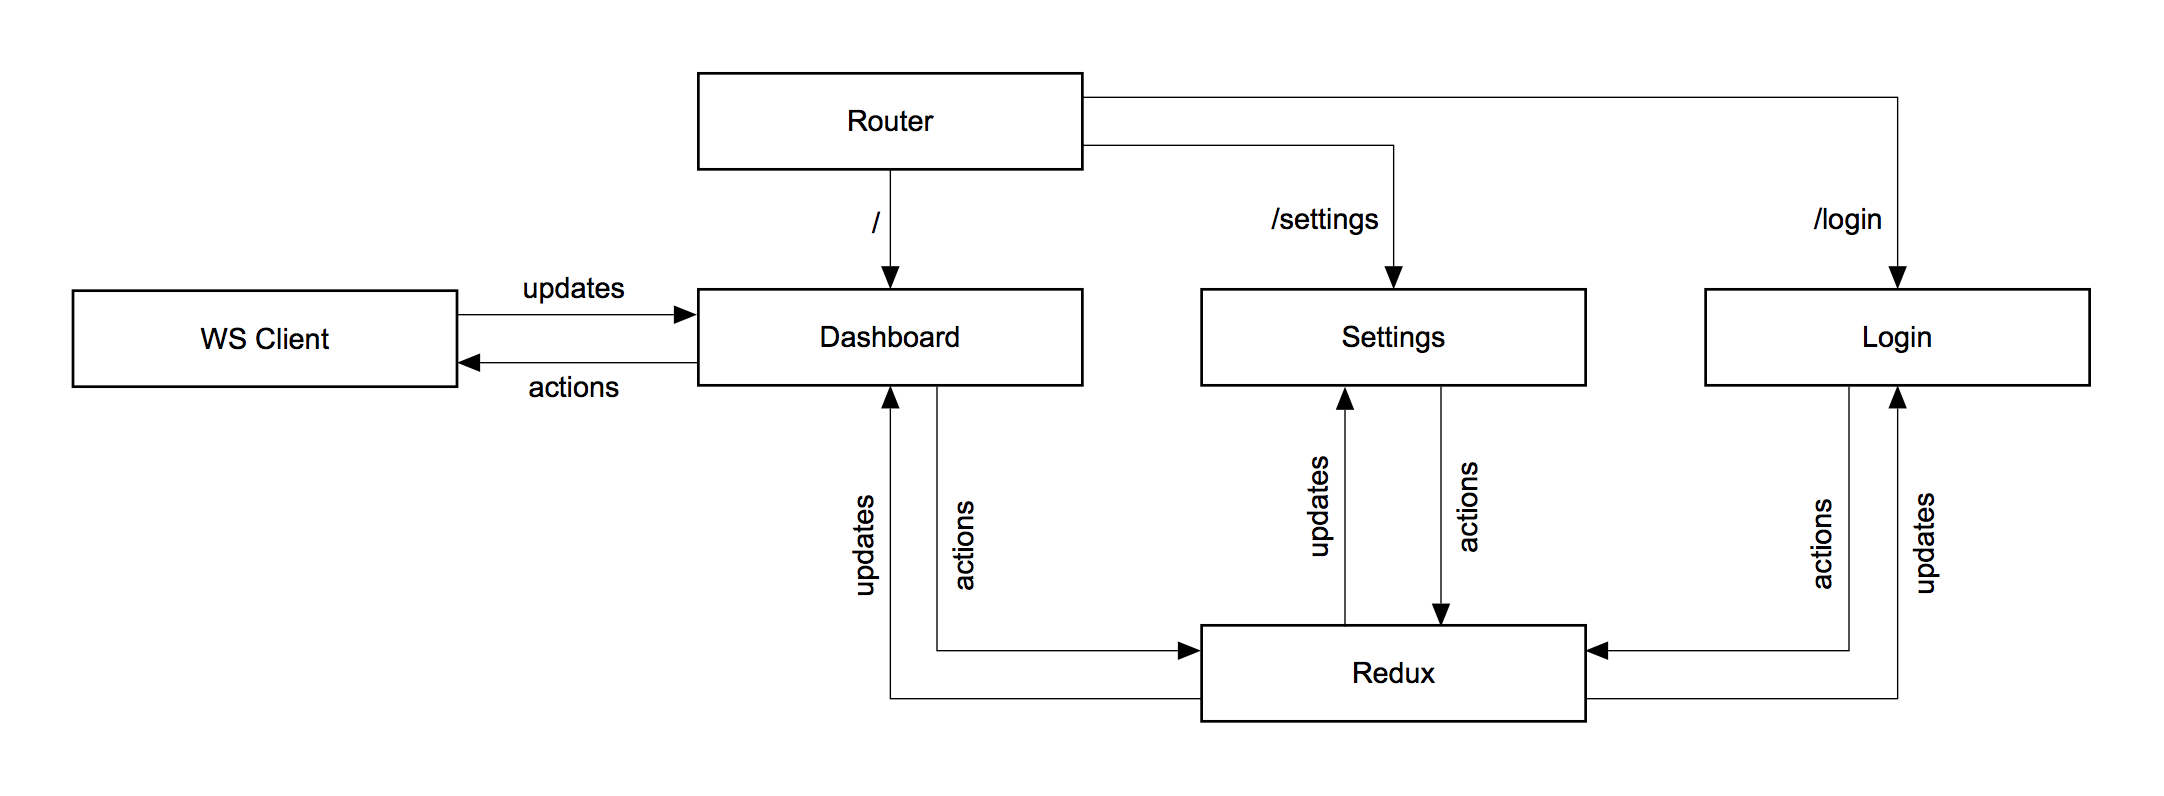 Router
/
/settings
/login
updates
WS Client
Dashboard
Settings
Login
actions
updates
actions
updates
actions
actions
updates
Redux